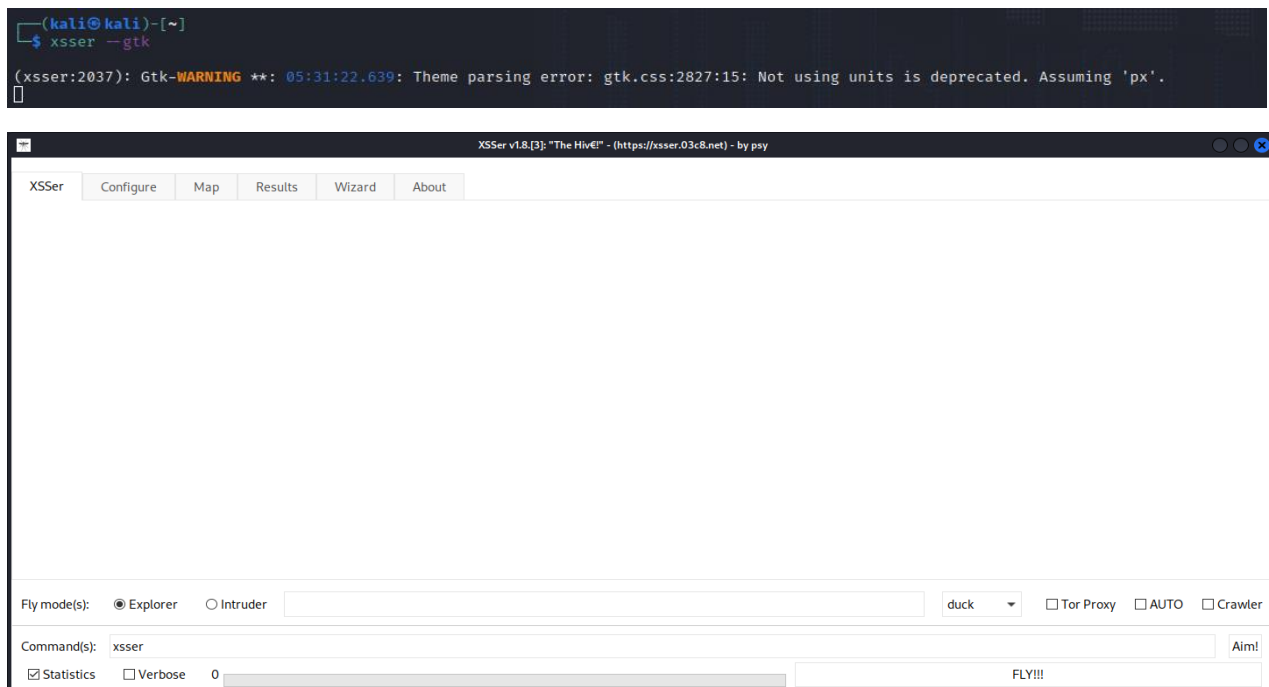 ┌──(kali㉿kali)-[~]
└─$ xsser --gtk
(xsser:2037): Gtk-WARNING **: 05:31:22.639: Theme parsing error: gtk.css:2827:15: Not using units is deprecated. Assuming 'px'.
XSSer v1.8.[3]: "The Hiv€!" - (https://xsser.03c8.net) - by psy
XSSer Configure Map Results Wizard About
Fly mode(s): Explorer Intruder duck Tor Proxy AUTO Crawler
Command(s): xsser Aim!
Statistics Verbose 0 FLY!!!